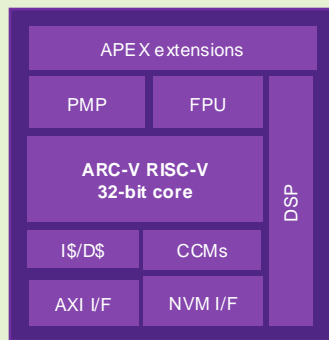 APEX extensions
PMP
FPU
ARC-V RISC-V
32-bit core
DSP
I$/D$
CCMs
AXI I/F
NVM I/F